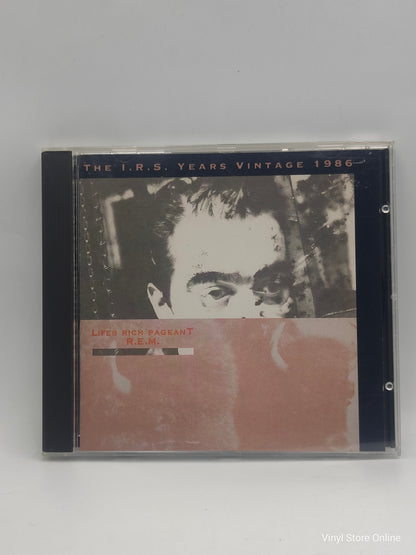 THE I.R.S. YEARS VINTAGE 1986
LIFES RICH PAGEANT
R.E.M.
Vinyl Store Online